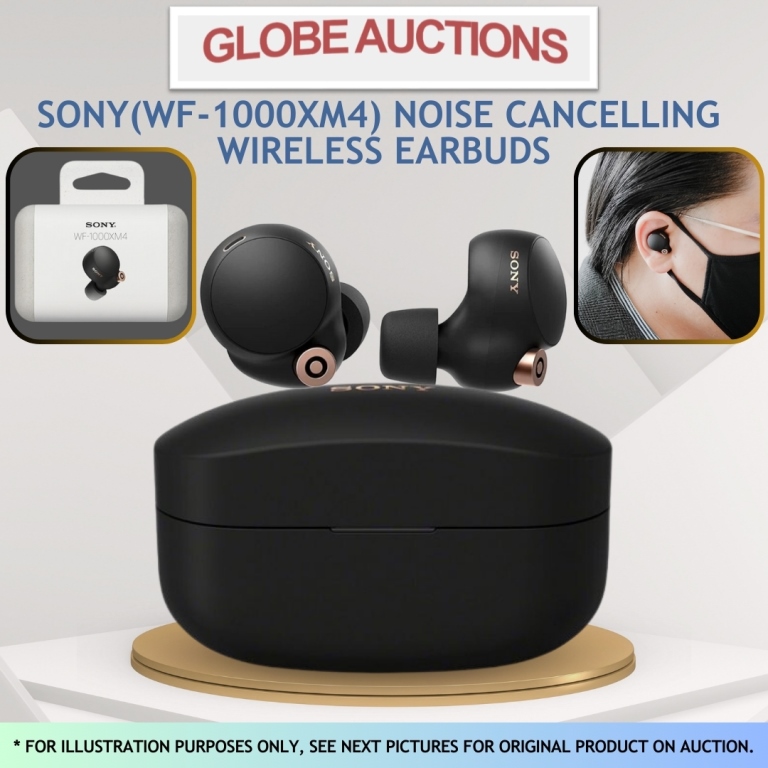 GLOBE AUCTIONS
SONY(WF-1000XM4) NOISE CANCELLING
WIRELESS EARBUDS
SONY
WF-1000XM4
SONY
SONY
SONY
* FOR ILLUSTRATION PURPOSES ONLY, SEE NEXT PICTURES FOR ORIGINAL PRODUCT ON AUCTION.